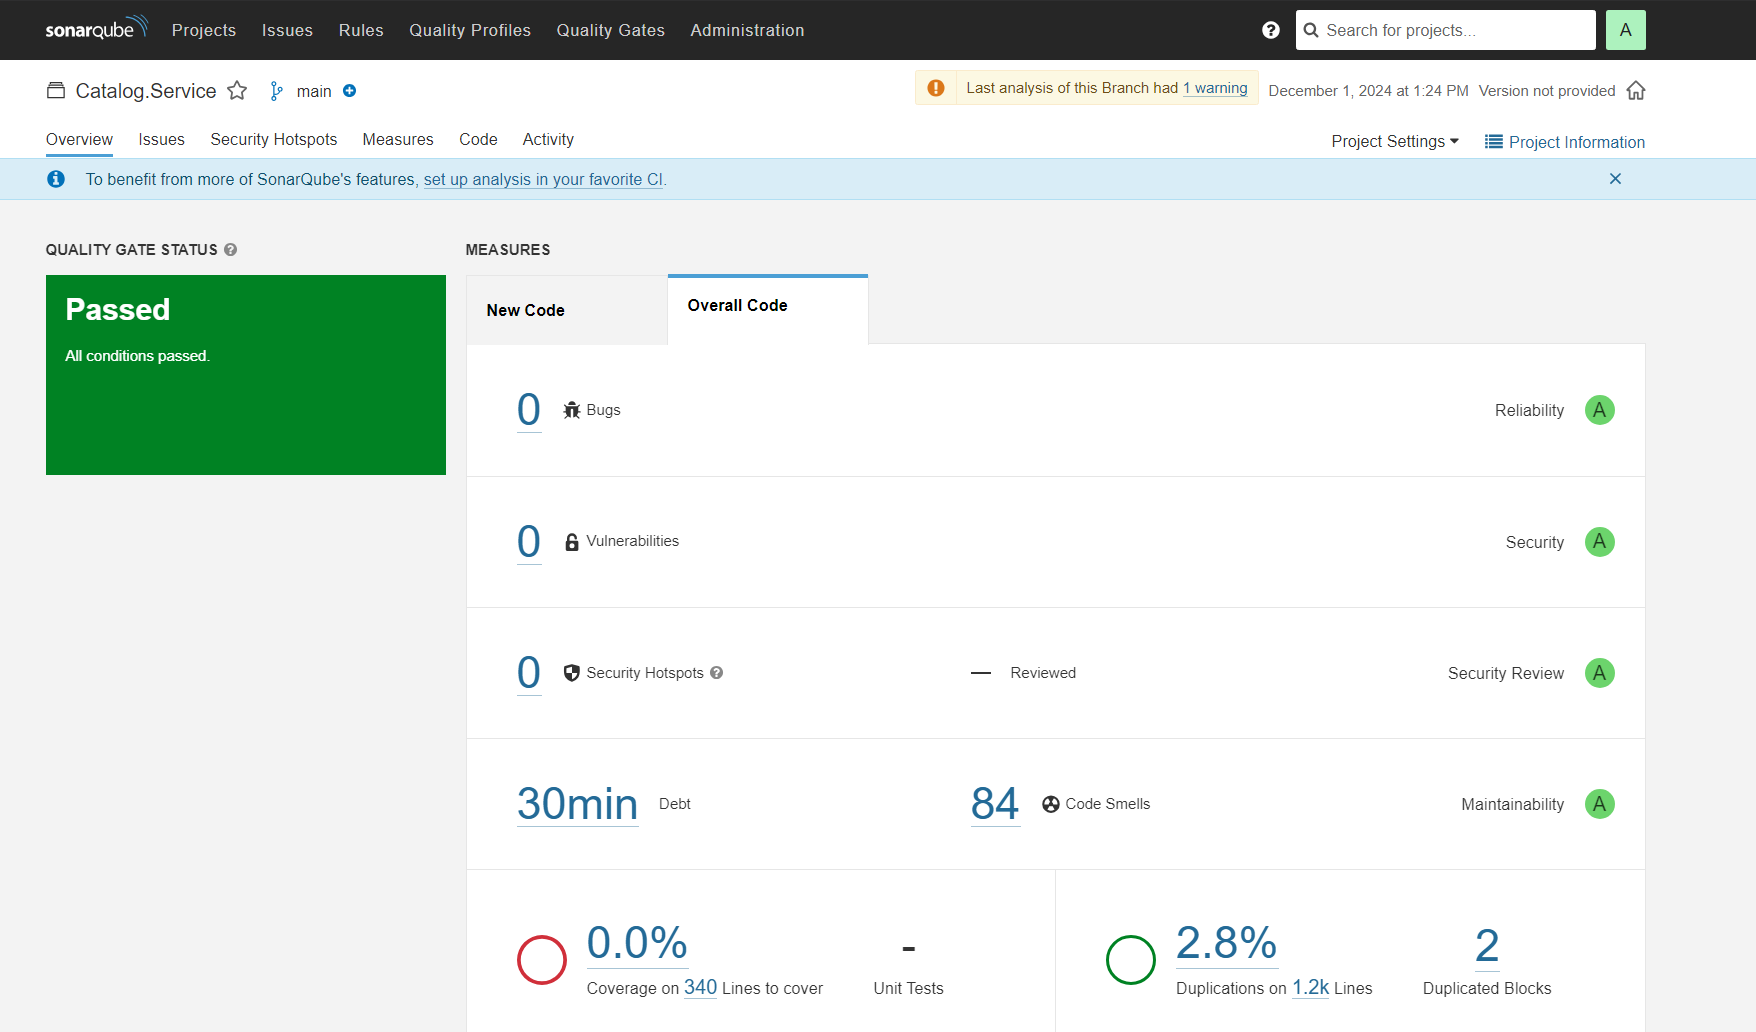 sonarqube Projects Issues Rules Quality Profiles Quality Gates Administration ? Search for projects... A
Catalog.Service main Last analysis of this Branch had 1 warning December 1, 2024 at 1:24 PM Version not provided
Overview Issues Security Hotspots Measures Code Activity Project Settings Project Information
To benefit from more of SonarQube's features, set up analysis in your favorite CI.
QUALITY GATE STATUS ?
Passed
All conditions passed.
MEASURES
New Code Overall Code
0 Bugs Reliability A
0 Vulnerabilities Security A
0 Security Hotspots ? — Reviewed Security Review A
30min Debt 84 Code Smells Maintainability A
0.0% - 2.8% 2
Coverage on 340 Lines to cover Unit Tests Duplications on 1.2k Lines Duplicated Blocks